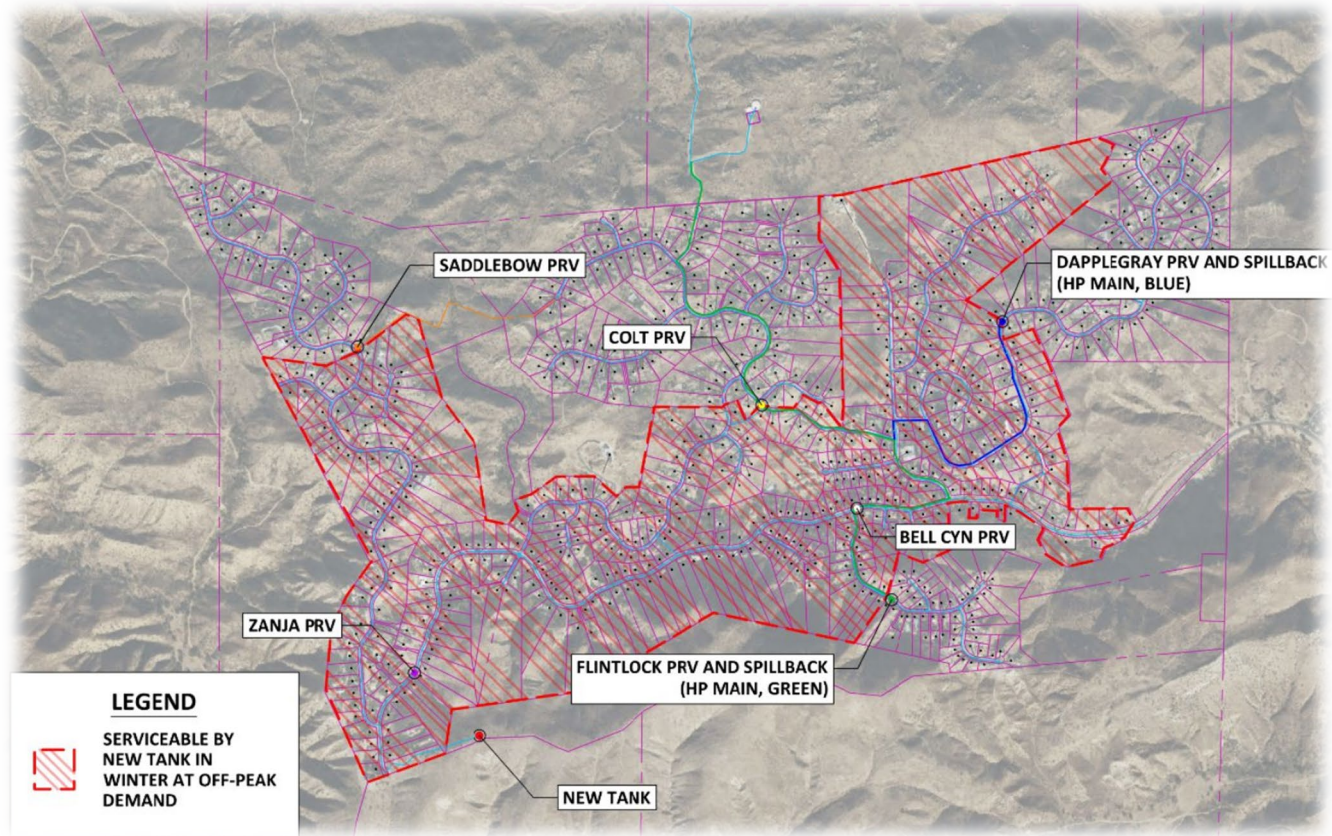 SADDLEBOW PRV
DAPPLEGRAY PRV AND SPILLBACK
(HP MAIN, BLUE)
COLT PRV
BELL CYN PRV
ZANJA PRV
FLINTLOCK PRV AND SPILLBACK
(HP MAIN, GREEN)
NEW TANK
LEGEND
SERVICEABLE BY
NEW TANK IN
WINTER AT OFF-PEAK
DEMAND